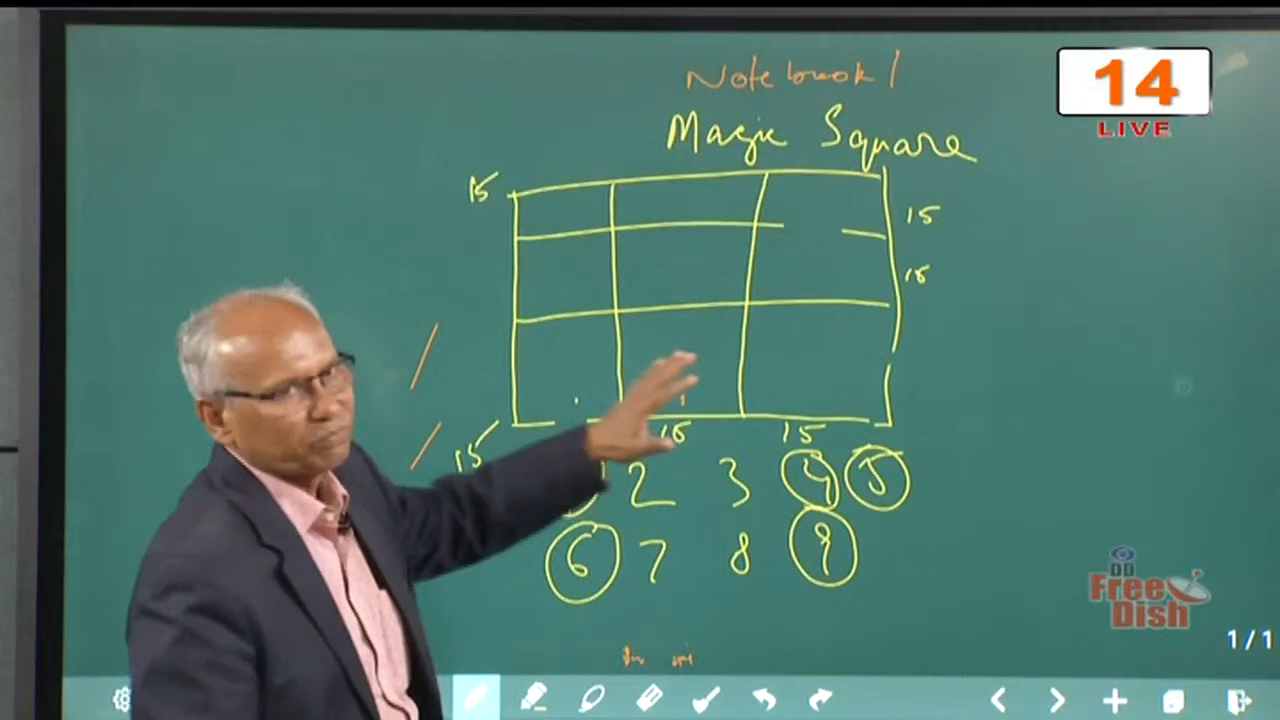 14
LIVE
Notebook/
Magic Square
15
15
15
15 15 15
1 2 3 4 5
6 7 8 9
DD
Free
Dish
1/1